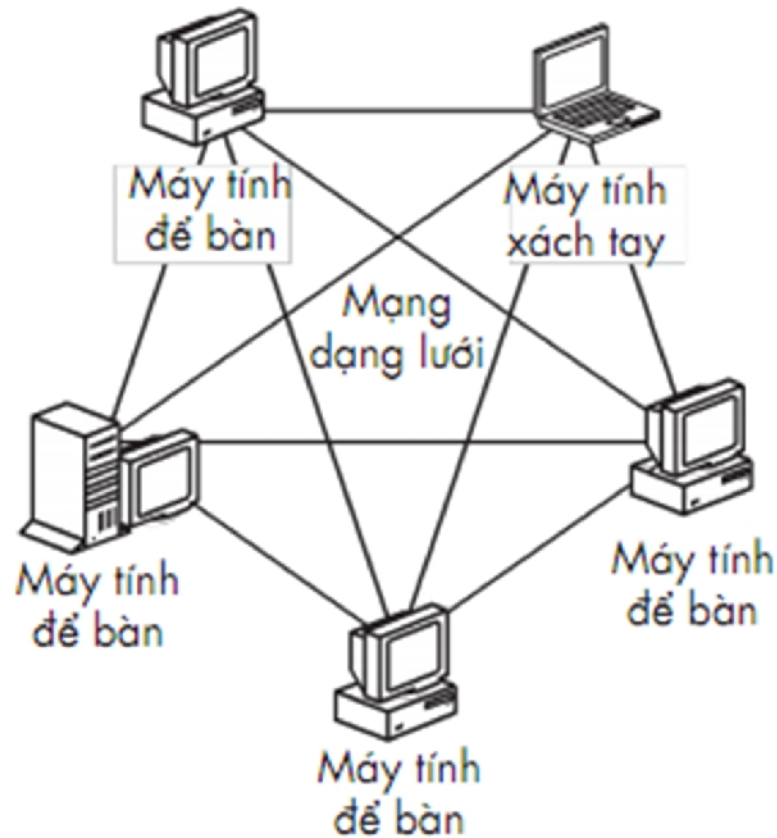 Máy tính
để bàn
Máy tính
xách tay
Mạng
dạng lưới
Máy tính
để bàn
Máy tính
để bàn
Máy tính
để bàn